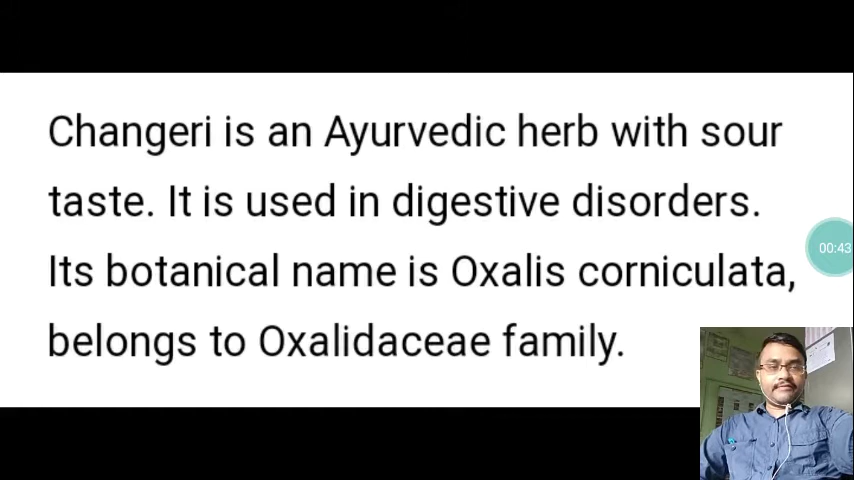 Changeri is an Ayurvedic herb with sour
taste. It is used in digestive disorders.
Its botanical name is Oxalis corniculata,
belongs to Oxalidaceae family.
00:43